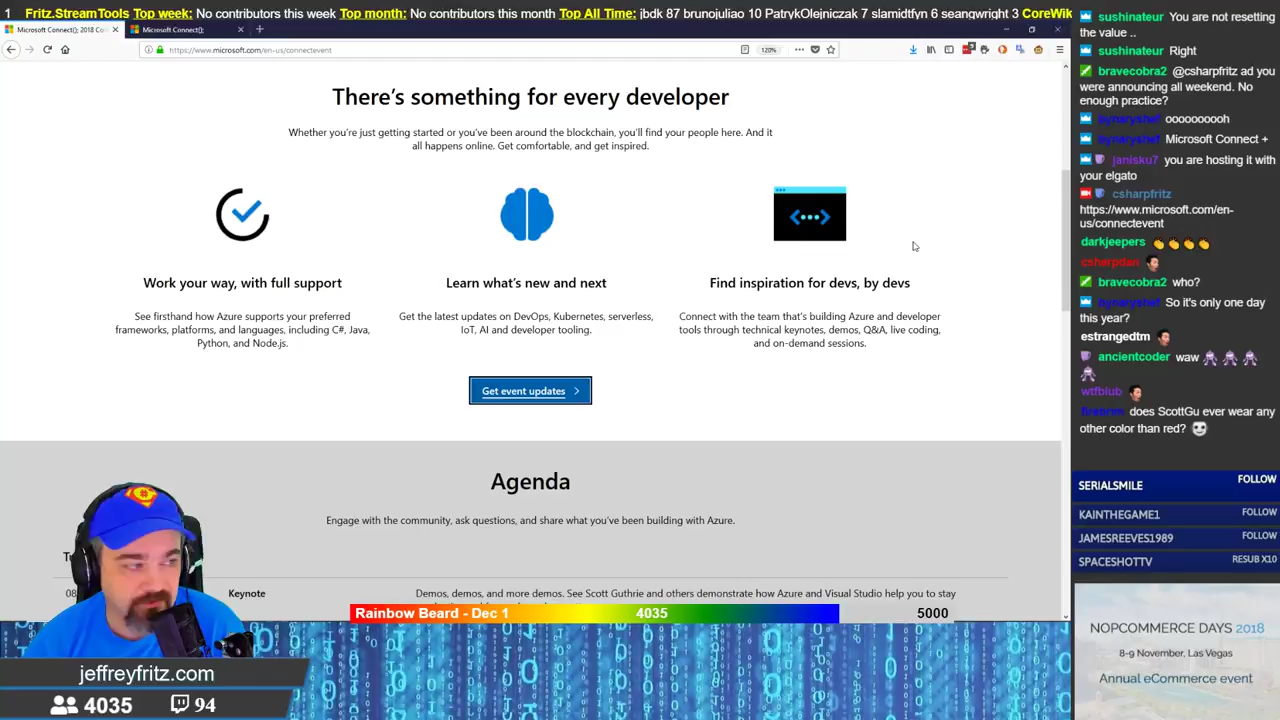 1 Fritz.StreamTools Top week: No contributors this week Top month: No contributors this month Top All Time: jbdk 87 brunojuliao 10 PatrykOlejniczak 7 slamidtfyn 6 seangwright 3 CoreWik
Microsoft Connect(); 2018
Microsoft Connect();
https://www.microsoft.com/en-us/connectevent
120%
There's something for every developer
Whether you're just getting started or you've been around the blockchain, you'll find your people here. And it
all happens online. Get comfortable, and get inspired.
Work your way, with full support
See firsthand how Azure supports your preferred
frameworks, platforms, and languages, including C#, Java,
Python, and Node.js.
Learn what's new and next
Get the latest updates on DevOps, Kubernetes, serverless,
IoT, AI and developer tooling.
Find inspiration for devs, by devs
Connect with the team that's building Azure and developer
tools through technical keynotes, demos, Q&A, live coding,
and on-demand sessions.
Get event updates
Agenda
Engage with the community, ask questions, and share what you've been building with Azure.
08
Keynote
Demos, demos, and more demos. See Scott Guthrie and others demonstrate how Azure and Visual Studio help you to stay
Rainbow Beard - Dec 1 4035 5000
jeffreyfritz.com
4035 94
sushinateur You are not resetting
the value ..
sushinateur Right
bravecobra2 @csharpfritz ad you
were announcing all weekend. No
enough practice?
ooooooooh
Microsoft Connect +
janisku7 you are hosting it with
your elgato
csharpfritz
https://www.microsoft.com/en-
us/connectevent
darkjeepers
csharpdan
bravecobra2 who?
So it's only one day
this year?
estrangedtm
ancientcoder waw
wtfblub
does ScottGu ever wear any
other color than red?
SERIALSMILE FOLLOW
KAINTHEGAME1 FOLLOW
JAMESREEVES1989 FOLLOW
SPACESHOTTV RESUB X10
NOPCOMMERCE DAYS 2018
8-9 November, Las Vegas
Annual eCommerce event